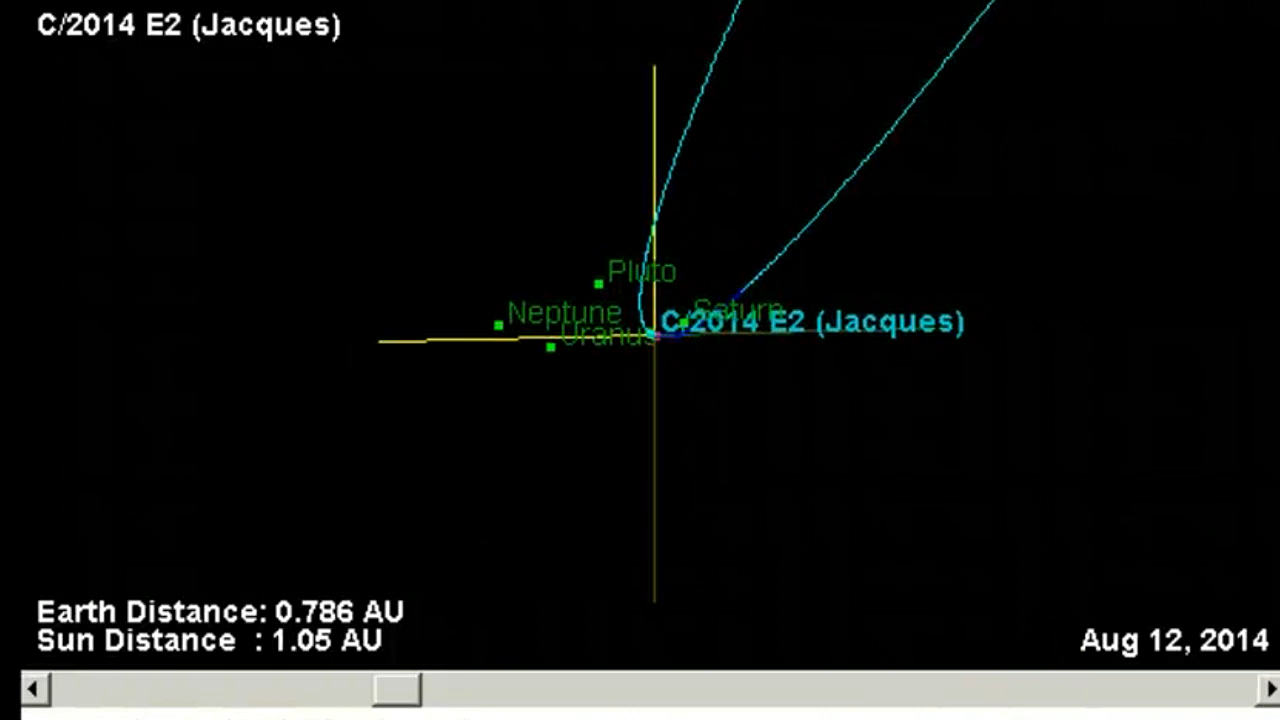 C/2014 E2 (Jacques)
Pluto
Neptune
Saturn
C/2014 E2 (Jacques)
Uranus
Earth Distance: 0.786 AU
Sun Distance : 1.05 AU
Aug 12, 2014